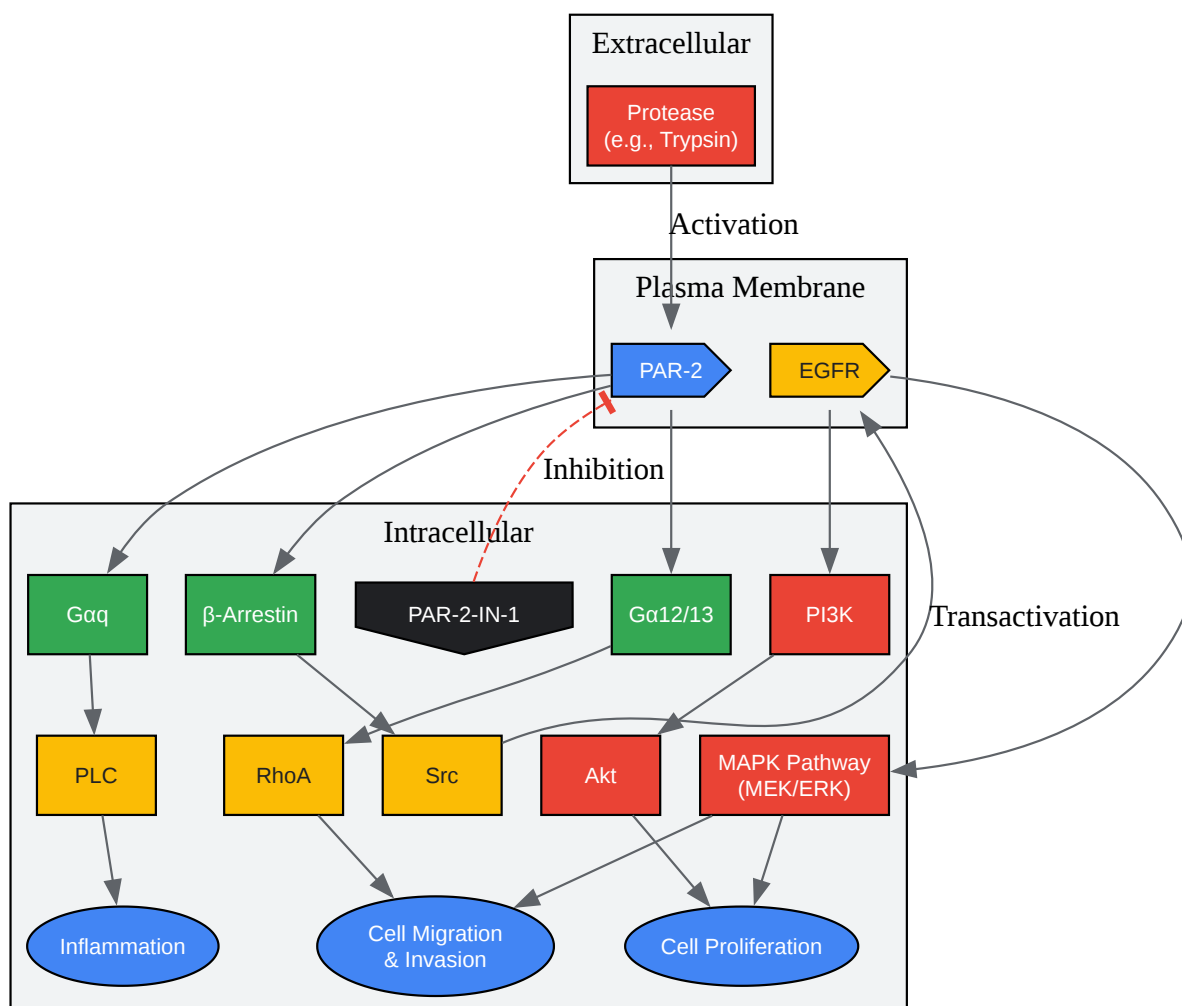 Extracellular
Protease
(e.g., Trypsin)
Activation
Plasma Membrane
PAR-2
EGFR
Inhibition
Intracellular
Gαq
β-Arrestin
PAR-2-IN-1
Gα12/13
PI3K
Transactivation
PLC
RhoA
Src
Akt
MAPK Pathway
(MEK/ERK)
Inflammation
Cell Migration
& Invasion
Cell Proliferation